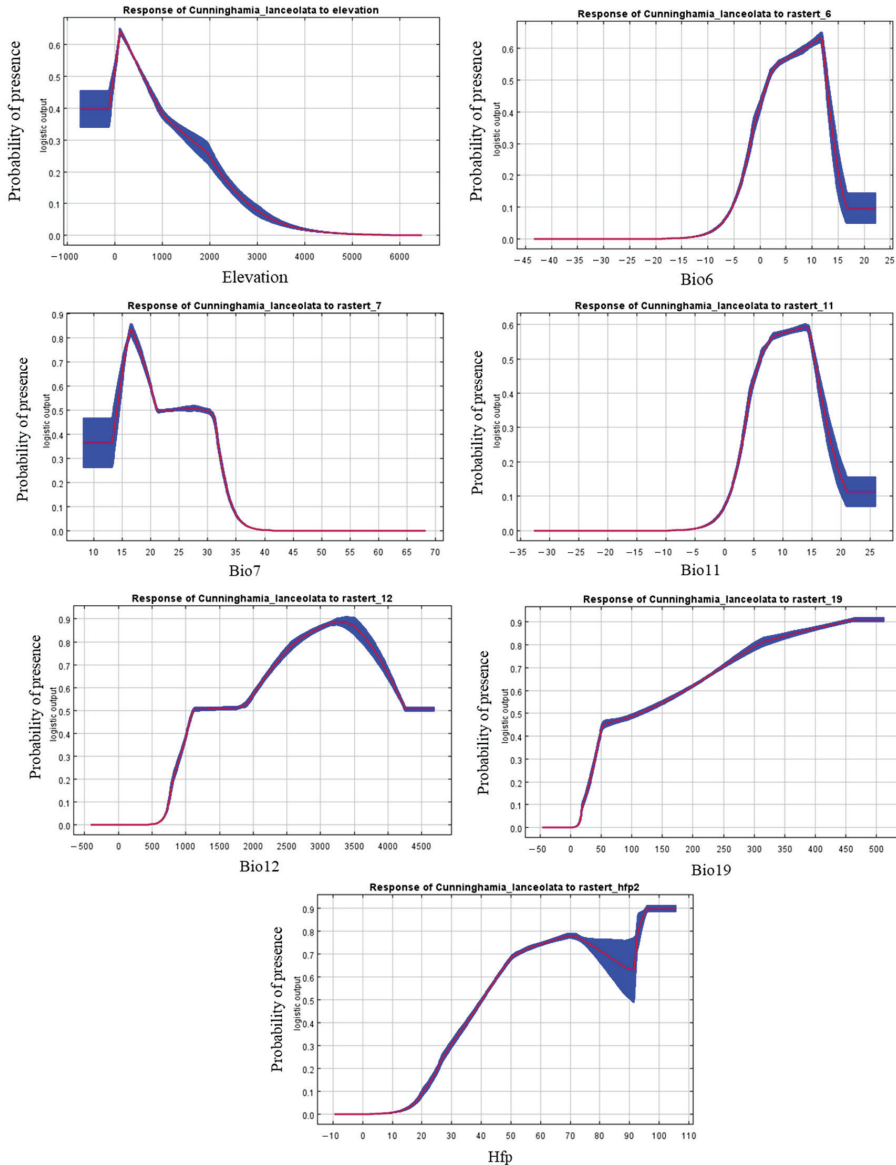 Response of Cunninghamia_lanceolata to elevation
Probability of presence
logistic output
0.6
0.5
0.4
0.3
0.2
0.1
0.0
−1000 0 1000 2000 3000 4000 5000 6000
Elevation
Response of Cunninghamia_lanceolata to rastert_6
Probability of presence
logistic output
0.6
0.5
0.4
0.3
0.2
0.1
0.0
−45 −40 −35 −30 −25 −20 −15 −10 −5 0 5 10 15 20 25
Bio6
Response of Cunninghamia_lanceolata to rastert_7
Probability of presence
logistic output
0.9
0.8
0.7
0.6
0.5
0.4
0.3
0.2
0.1
0.0
10 15 20 25 30 35 40 45 50 55 60 65 70
Bio7
Response of Cunninghamia_lanceolata to rastert_11
Probability of presence
logistic output
0.6
0.5
0.4
0.3
0.2
0.1
0.0
−35 −30 −25 −20 −15 −10 −5 0 5 10 15 20 25
Bio11
Response of Cunninghamia_lanceolata to rastert_12
Probability of presence
logistic output
0.9
0.8
0.7
0.6
0.5
0.4
0.3
0.2
0.1
0.0
−500 0 500 1000 1500 2000 2500 3000 3500 4000 4500
Bio12
Response of Cunninghamia_lanceolata to rastert_19
Probability of presence
logistic output
0.9
0.8
0.7
0.6
0.5
0.4
0.3
0.2
0.1
0.0
−50 0 50 100 150 200 250 300 350 400 450 500
Bio19
Response of Cunninghamia_lanceolata to rastert_hfp2
Probability of presence
logistic output
0.9
0.8
0.7
0.6
0.5
0.4
0.3
0.2
0.1
0.0
−10 0 10 20 30 40 50 60 70 80 90 100 110
Hfp